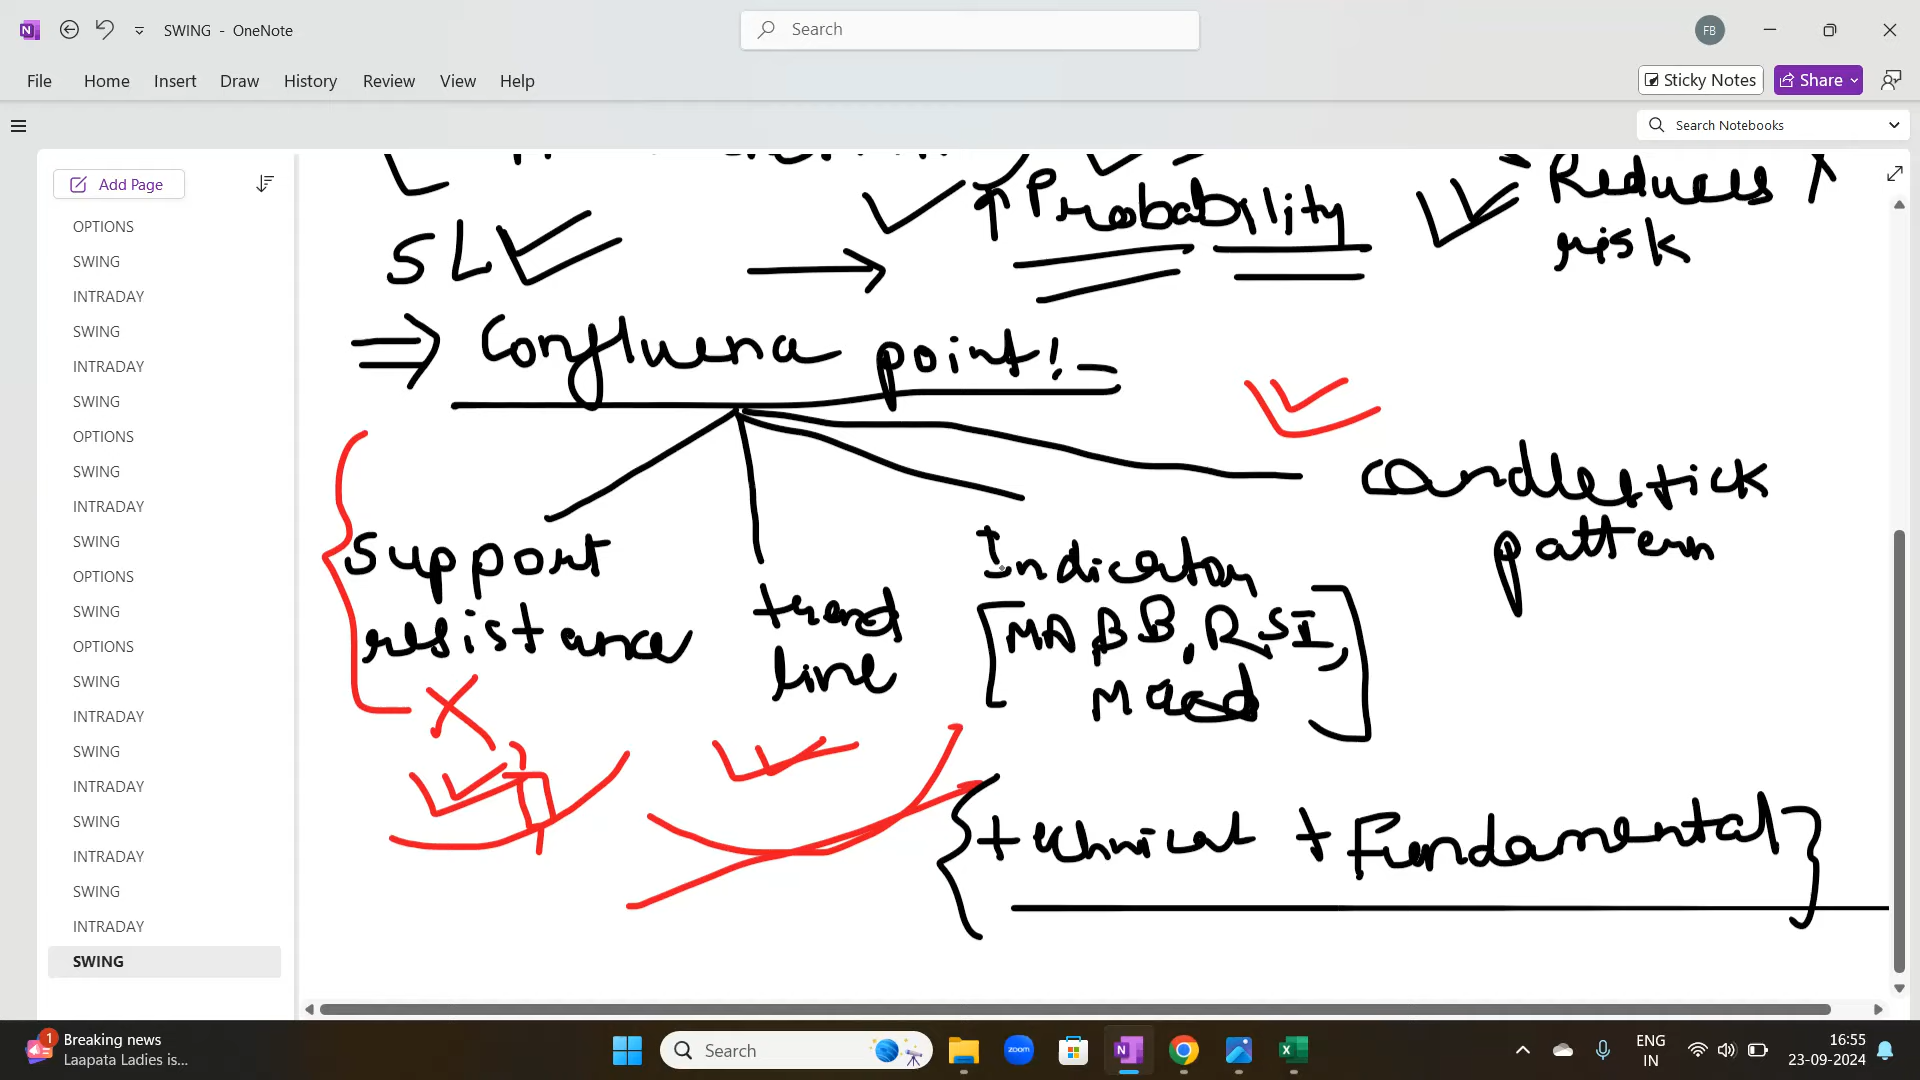 SWING - OneNote
Search
FB
File Home Insert Draw History Review View Help
Sticky Notes
Share
Search Notebooks
Add Page
OPTIONS
SWING
INTRADAY
SWING
INTRADAY
SWING
OPTIONS
SWING
INTRADAY
SWING
OPTIONS
SWING
OPTIONS
SWING
INTRADAY
SWING
INTRADAY
SWING
INTRADAY
SWING
INTRADAY
SWING
↑ Probability
Reduces
risk
SL
→
⇒ Confluence point! -
Support
resistance
trend
line
Indicator
[MA BB, RSI,
Macd]
candlestick
pattern
{technical + Fundamental}
1
Breaking news
Laapata Ladies is...
Search
zoom
ENG
IN
16:55
23-09-2024